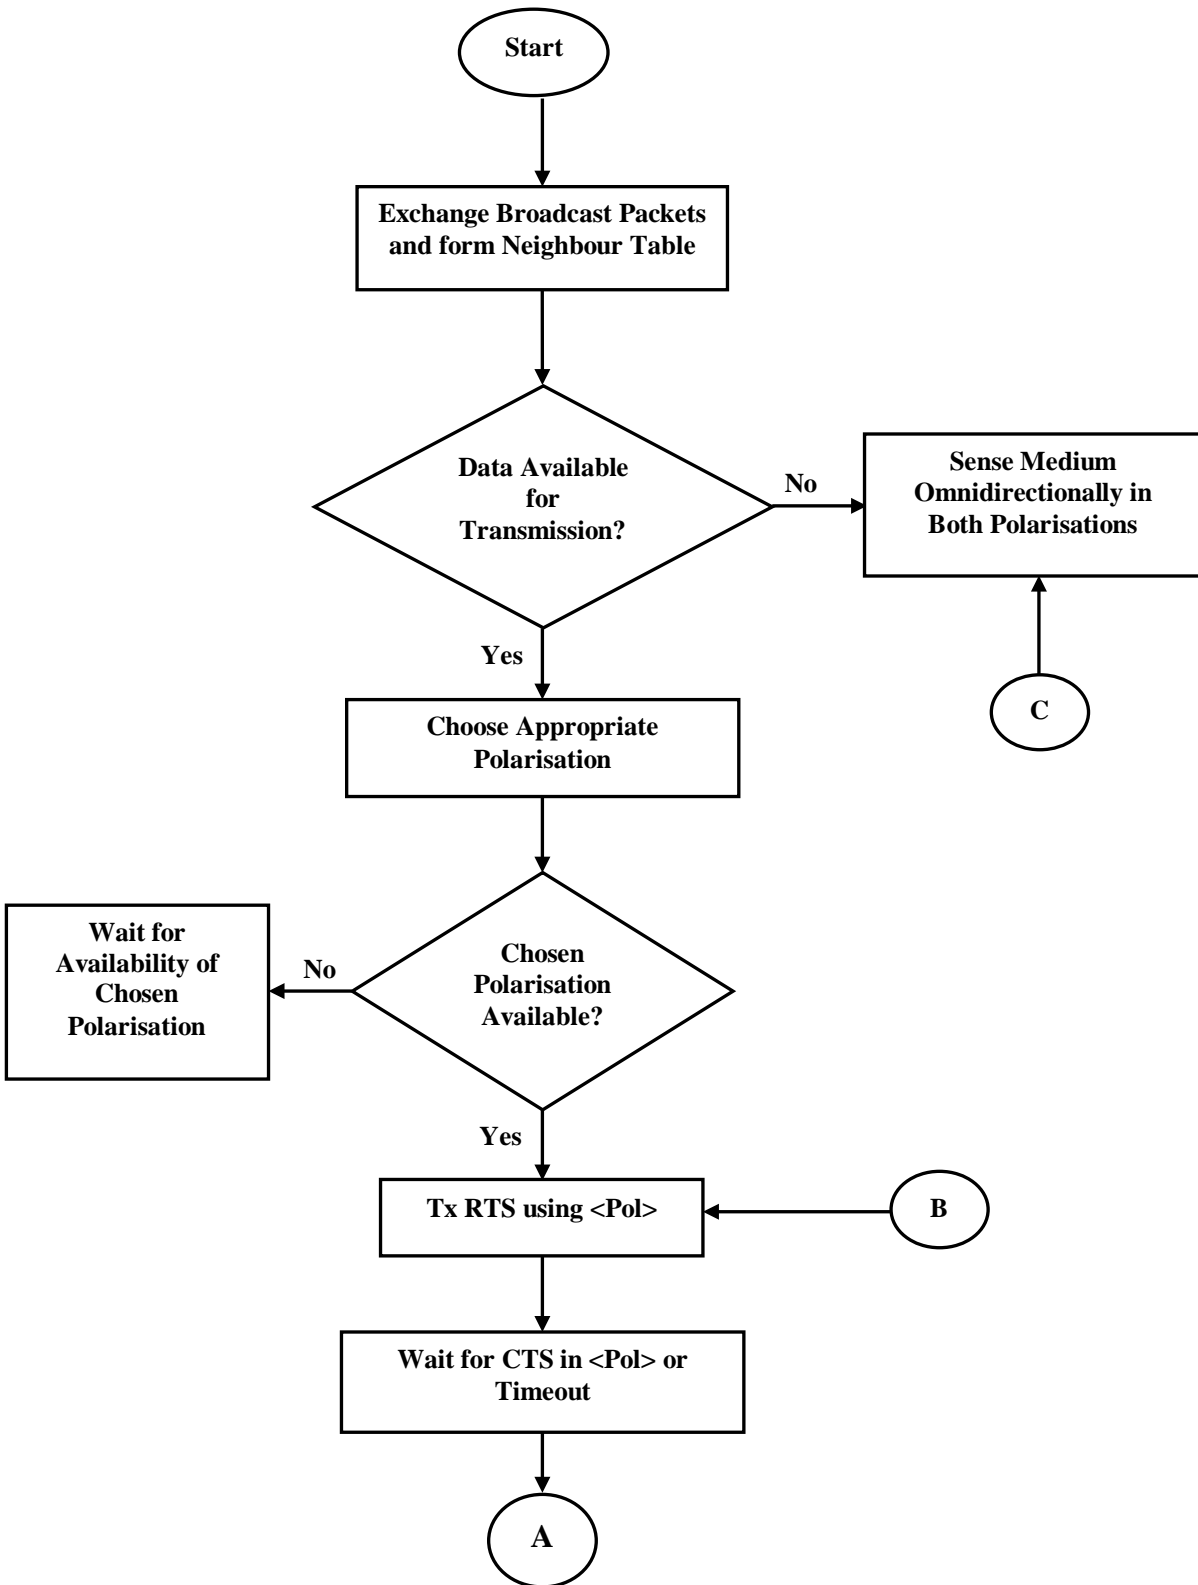 Start
Exchange Broadcast Packets
and form Neighbour Table
Data Available
for
Transmission?
No
Sense Medium
Omnidirectionally in
Both Polarisations
Yes
C
Choose Appropriate
Polarisation
Wait for
Availability of
Chosen
Polarisation
No
Chosen
Polarisation
Available?
Yes
Tx RTS using <Pol>
B
Wait for CTS in <Pol> or
Timeout
A